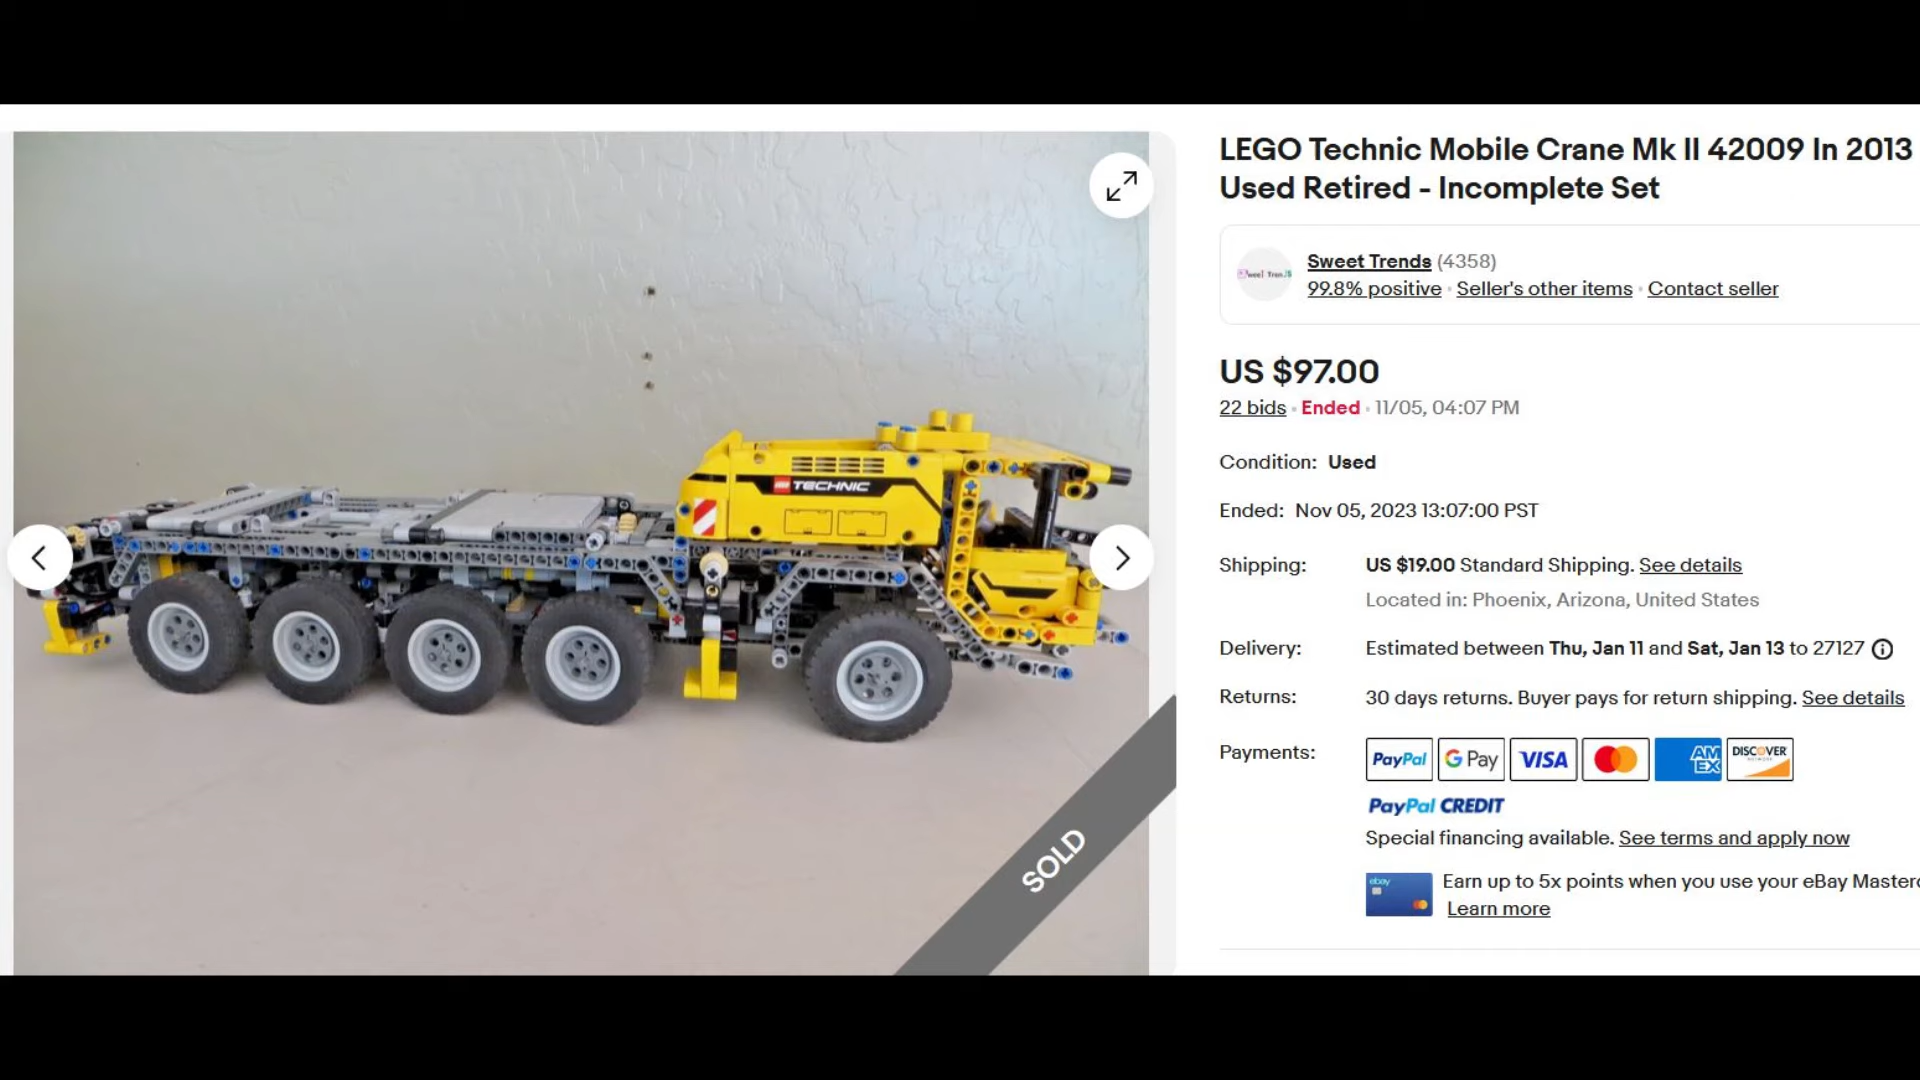 LEGO Technic Mobile Crane Mk II 42009 In 2013
Used Retired - Incomplete Set
Sweet Trends (4358)
99.8% positive · Seller's other items · Contact seller
US $97.00
22 bids · Ended · 11/05, 04:07 PM
Condition: Used
Ended: Nov 05, 2023 13:07:00 PST
Shipping: US $19.00 Standard Shipping. See details
Located in: Phoenix, Arizona, United States
Delivery: Estimated between Thu, Jan 11 and Sat, Jan 13 to 27127
Returns: 30 days returns. Buyer pays for return shipping. See details
Payments: PayPal G Pay VISA AM EX DISCOVER
PayPal CREDIT
Special financing available. See terms and apply now
ebay
Earn up to 5x points when you use your eBay Masterc
Learn more
TECHNIC
SOLD